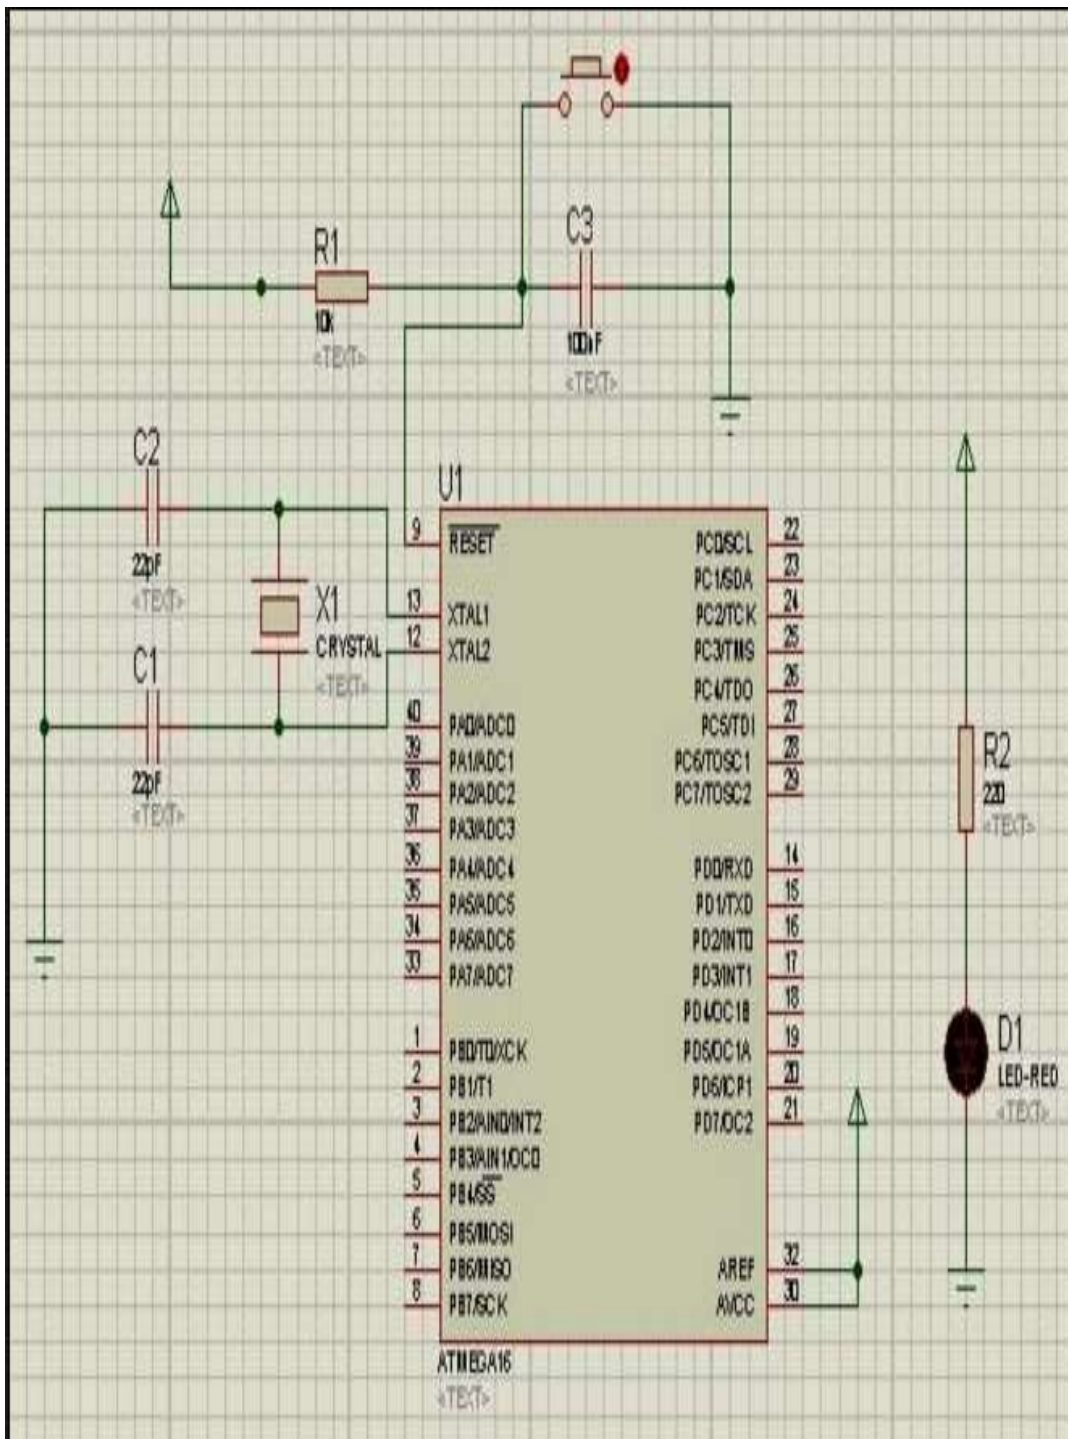 R1
10k
<TEXT>
C3
100nF
<TEXT>
C2
22pF
<TEXT>
X1
CRYSTAL
<TEXT>
C1
22pF
<TEXT>
U1
9
RESET
13
XTAL1
12
XTAL2
40
PA0/ADC0
39
PA1/ADC1
38
PA2/ADC2
37
PA3/ADC3
36
PA4/ADC4
35
PA5/ADC5
34
PA6/ADC6
33
PA7/ADC7
1
PB0/T0/XCK
2
PB1/T1
3
PB2/AIN0/INT2
4
PB3/AIN1/OC0
5
PB4/SS
6
PB5/MOSI
7
PB6/MISO
8
PB7/SCK
PC0/SCL
22
PC1/SDA
23
PC2/TCK
24
PC3/TMS
25
PC4/TDO
26
PC5/TDI
27
PC6/TOSC1
28
PC7/TOSC2
29
PD0/RXD
14
PD1/TXD
15
PD2/INT0
16
PD3/INT1
17
PD4/OC1B
18
PD5/OC1A
19
PD6/ICP1
20
PD7/OC2
21
AREF
32
AVCC
30
ATMEGA16
<TEXT>
R2
220
<TEXT>
D1
LED-RED
<TEXT>